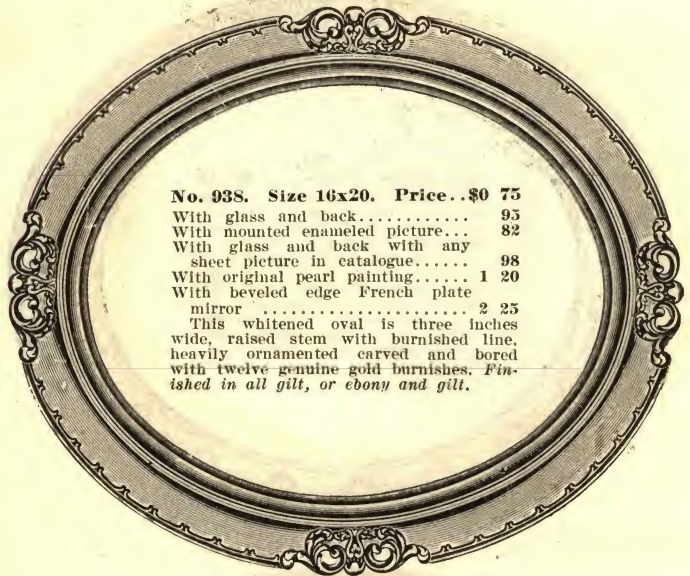 No. 938. Size 16x20. Price..$0 75
With glass and back............ 95
With mounted enameled picture... 82
With glass and back with any
sheet picture in catalogue...... 98
With original pearl painting...... 1 20
With beveled edge French plate
mirror ..................... 2 25
This whitened oval is three inches
wide, raised stem with burnished line,
heavily ornamented carved and bored
with twelve genuine gold burnishes. Fin-
ished in all gilt, or ebony and gilt.